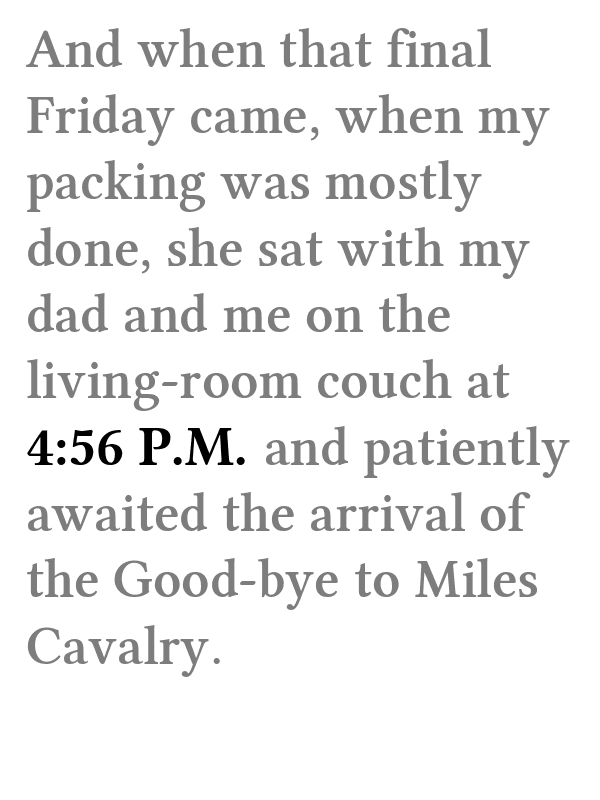 And when that final
Friday came, when my
packing was mostly
done, she sat with my
dad and me on the
living-room couch at
4:56 P.M. and patiently
awaited the arrival of
the Good-bye to Miles
Cavalry.